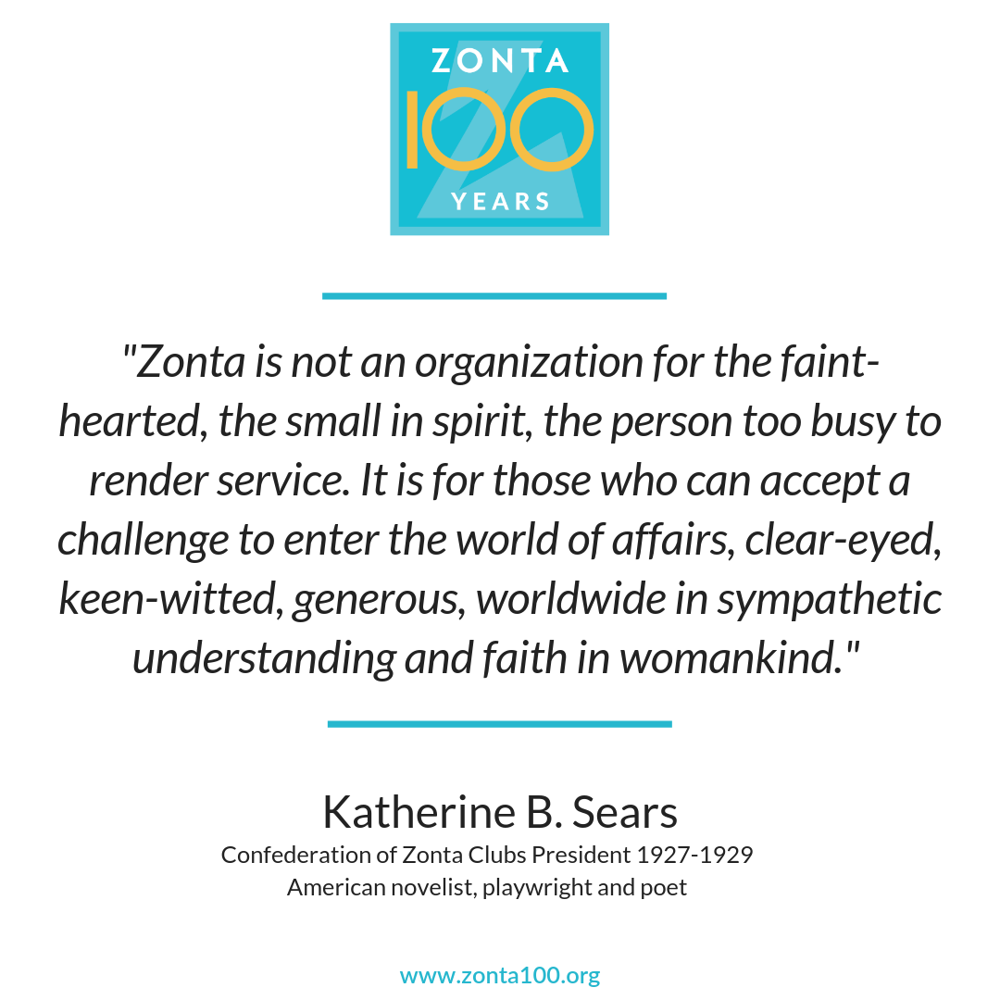 ZONTA
100
YEARS
"Zonta is not an organization for the faint-
hearted, the small in spirit, the person too busy to
render service. It is for those who can accept a
challenge to enter the world of affairs, clear-eyed,
keen-witted, generous, worldwide in sympathetic
understanding and faith in womankind."
Katherine B. Sears
Confederation of Zonta Clubs President 1927-1929
American novelist, playwright and poet
www.zonta100.org